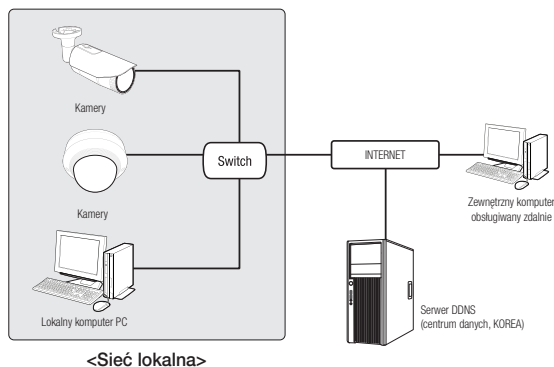 Kamery
Kamery
Switch
INTERNET
Zewnętrzny komputer
obsługiwany zdalnie
Lokalny komputer PC
Serwer DDNS
(centrum danych, KOREA)
<Sieć lokalna>